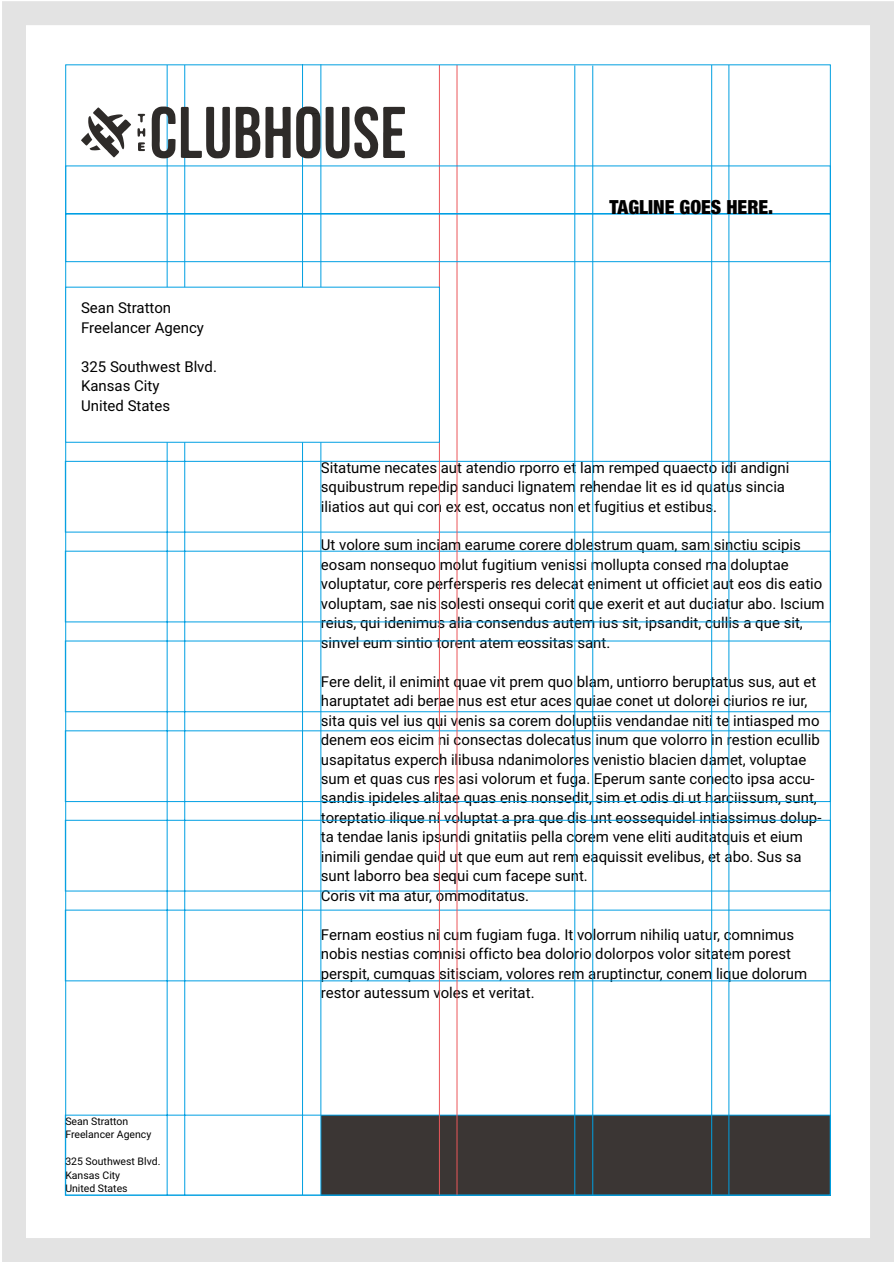 THE CLUBHOUSE
TAGLINE GOES HERE.
Sean Stratton
Freelancer Agency
325 Southwest Blvd.
Kansas City
United States
Sitatume necates aut atendio rporro et lam remped quaecto idi andigni
squibustrum repedip sanduci lignatem rehendae lit es id quatus sincia
iliatios aut qui con ex est, occatus non et fugitius et estibus.
Ut volore sum inciam earume corere dolestrum quam, sam sinctiu scipis
eosam nonsequo molut fugitium venissi mollupta consed ma doluptae
voluptatur, core perfersperis res delecat eniment ut officiet aut eos dis eatio
voluptam, sae nis solesti onsequi corit que exerit et aut duciatur abo. Iscium
reius, qui idenimus alia consendus autem ius sit, ipsandit, cullis a que sit,
sinvel eum sintio torent atem eossitas sant.
Fere delit, il enimint quae vit prem quo blam, untiorro beruptatus sus, aut et
haruptatet adi berae nus est etur aces quiae conet ut dolorei ciurios re iur,
sita quis vel ius qui venis sa corem doluptiis vendandae niti te intiasped mo
denem eos eicim ni consectas dolecatus inum que volorro in restion ecullib
usapitatus experch ilibusa ndanimolores venistio blacien damet, voluptae
sum et quas cus res asi volorum et fuga. Eperum sante conecto ipsa accu-
sandis ipideles alitae quas enis nonsedit, sim et odis di ut harciissum, sunt,
toreptatio ilique ni voluptat a pra que dis unt eossequidel intiassimus dolup-
ta tendae lanis ipsundi gnitatiis pella corem vene eliti auditatquis et eium
inimili gendae quid ut que eum aut rem eaquissit evelibus, et abo. Sus sa
sunt laborro bea sequi cum facepe sunt.
Coris vit ma atur, ommoditatus.
Fernam eostius ni cum fugiam fuga. It volorrum nihiliq uatur, comnimus
nobis nestias comnisi officto bea dolorio dolorpos volor sitatem porest
perspit, cumquas sitisciam, volores rem aruptinctur, conem lique dolorum
restor autessum voles et veritat.
Sean Stratton
Freelancer Agency
325 Southwest Blvd.
Kansas City
United States